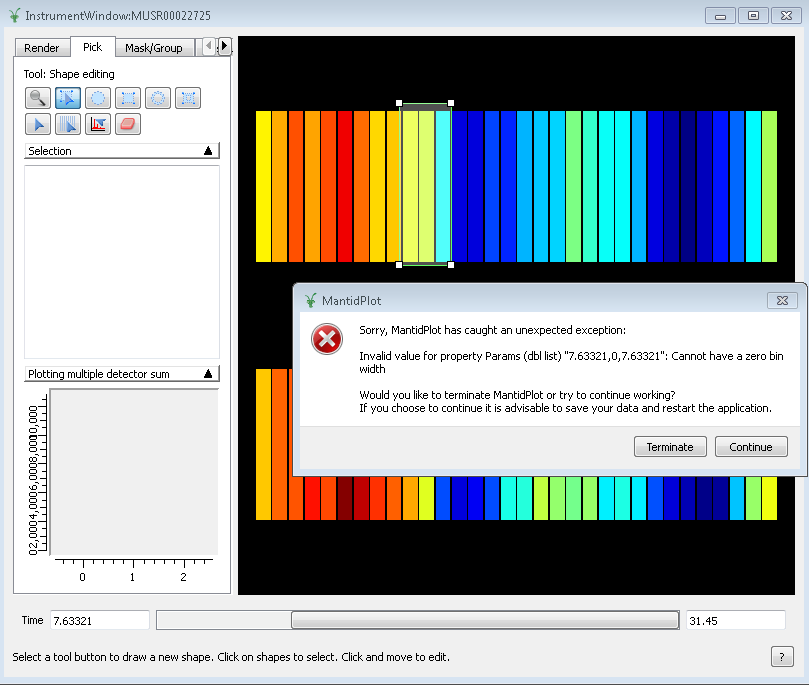 InstrumentWindow:MUSR00022725
Render Pick Mask/Group
Tool: Shape editing
Selection
Plotting multiple detector sum
02,0004,0006,0008,0010,000
0 1 2
MantidPlot
Sorry, MantidPlot has caught an unexpected exception:
Invalid value for property Params (dbl list) "7.63321,0,7.63321": Cannot have a zero bin
width
Would you like to terminate MantidPlot or try to continue working?
If you choose to continue it is advisable to save your data and restart the application.
Terminate Continue
Time 7.63321 31.45
Select a tool button to draw a new shape. Click on shapes to select. Click and move to edit. ?